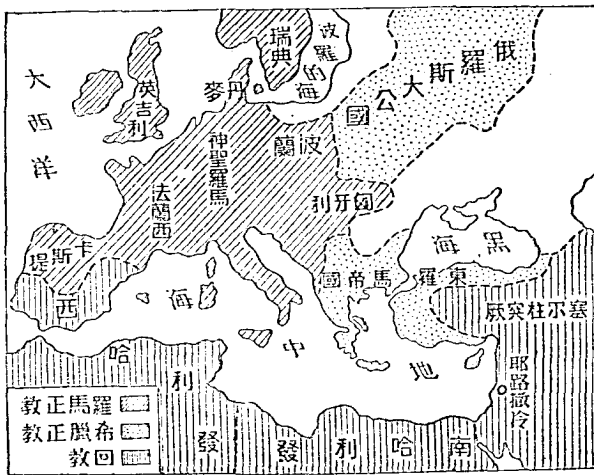 大西洋
英吉利
瑞典
波羅的海
俄羅斯大公國
丹麥
神聖羅馬
波蘭
法蘭西
匈牙利
卡斯堤
黑海
東羅馬帝國
塞尔柱突厥
西哈利發
地中海
耶路撒冷
南哈利發
羅馬正教
希臘正教
回教